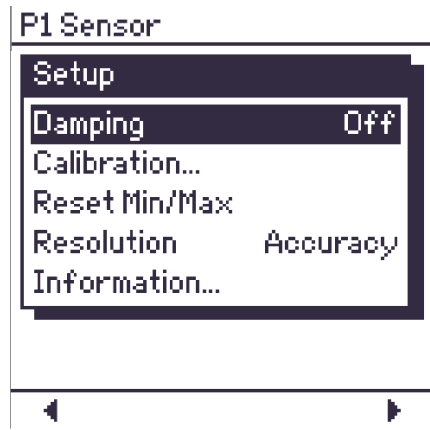 P1 Sensor
Setup
Damping Off
Calibration...
Reset Min/Max
Resolution Accuracy
Information...